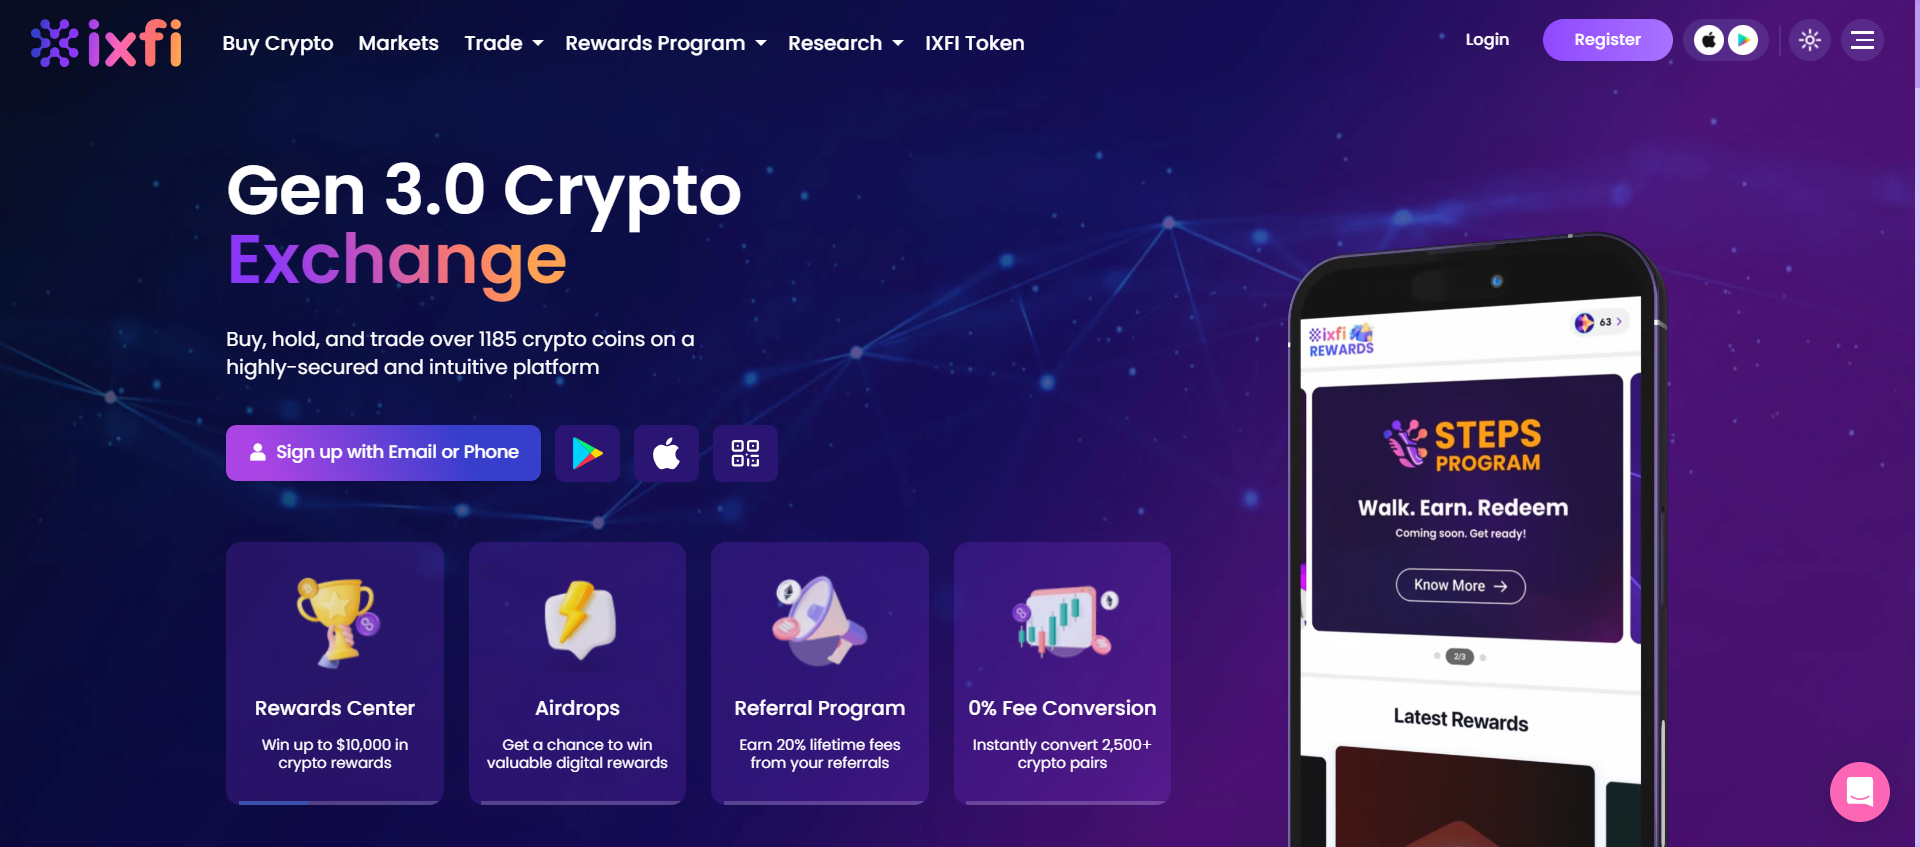 ixfi
Buy Crypto
Markets
Trade
Rewards Program
Research
IXFI Token
Login
Register
Gen 3.0 Crypto
Exchange
Buy, hold, and trade over 1185 crypto coins on a
highly-secured and intuitive platform
Sign up with Email or Phone
Rewards Center
Win up to $10,000 in
crypto rewards
Airdrops
Get a chance to win
valuable digital rewards
Referral Program
Earn 20% lifetime fees
from your referrals
0% Fee Conversion
Instantly convert 2,500+
crypto pairs
ixfi
REWARDS
63
STEPS
PROGRAM
Walk. Earn. Redeem
Coming soon. Get ready!
Know More
2/3
Latest Rewards